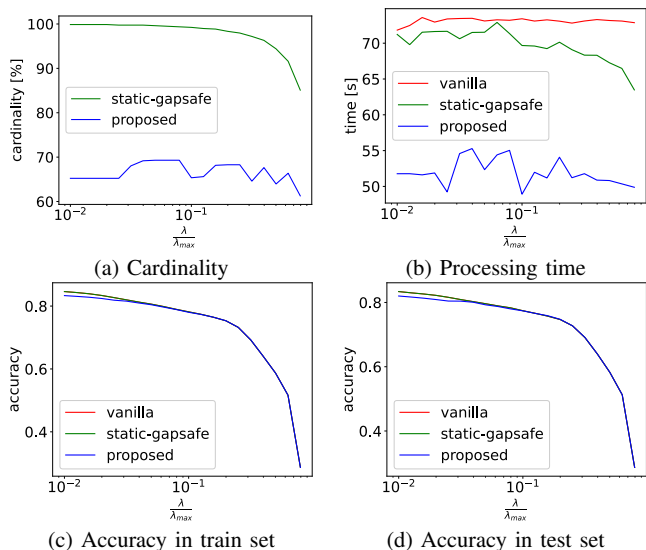 100
90
80
70
60
cardinality [%]
static-gapsafe
proposed
10⁻²
10⁻¹
λ
λmax
(a) Cardinality
70
65
60
55
50
time [s]
vanilla
static-gapsafe
proposed
10⁻²
10⁻¹
λ
λmax
(b) Processing time
0.8
0.6
0.4
accuracy
vanilla
static-gapsafe
proposed
10⁻²
10⁻¹
λ
λmax
(c) Accuracy in train set
0.8
0.6
0.4
accuracy
vanilla
static-gapsafe
proposed
10⁻²
10⁻¹
λ
λmax
(d) Accuracy in test set